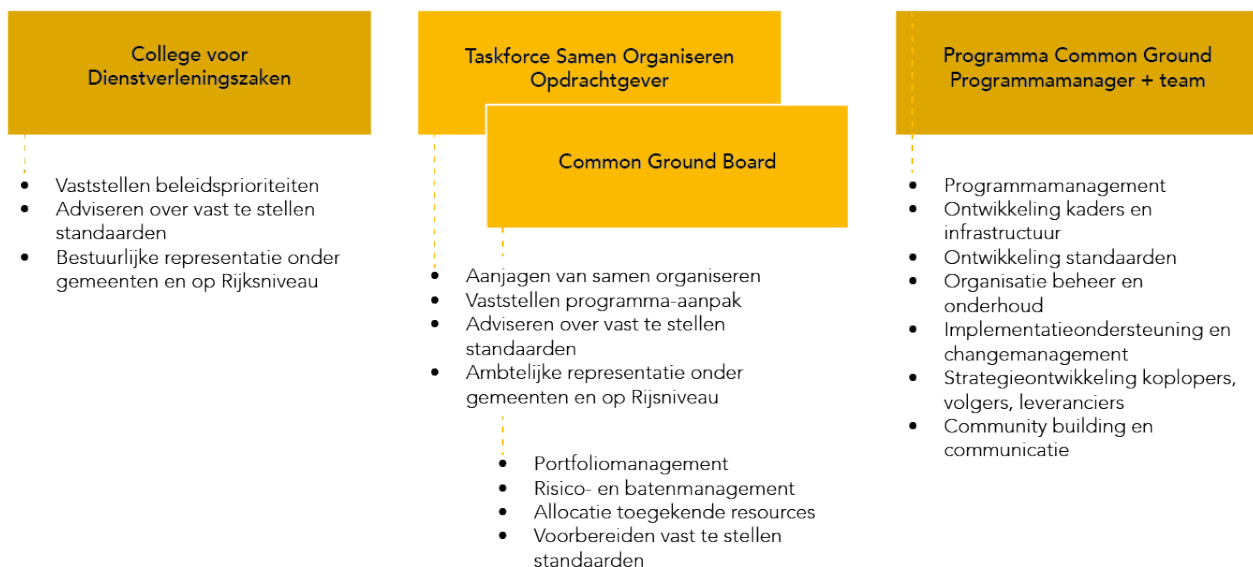 College voor
Dienstverleningszaken
• Vaststellen beleidsprioriteiten
• Adviseren over vast te stellen
standaarden
• Bestuurlijke representatie onder
gemeenten en op Rijksniveau
Taskforce Samen Organiseren
Opdrachtgever
Common Ground Board
• Aanjagen van samen organiseren
• Vaststellen programma-aanpak
• Adviseren over vast te stellen
standaarden
• Ambtelijke representatie onder
gemeenten en op Rijsniveau
• Portfoliomanagement
• Risico- en batenmanagement
• Allocatie toegekende resources
• Voorbereiden vast te stellen
standaarden
Programma Common Ground
Programmamanager + team
• Programmamanagement
• Ontwikkeling kaders en
infrastructuur
• Ontwikkeling standaarden
• Organisatie beheer en
onderhoud
• Implementatieondersteuning en
changemanagement
• Strategieontwikkeling koplopers,
volgers, leveranciers
• Community building en
communicatie